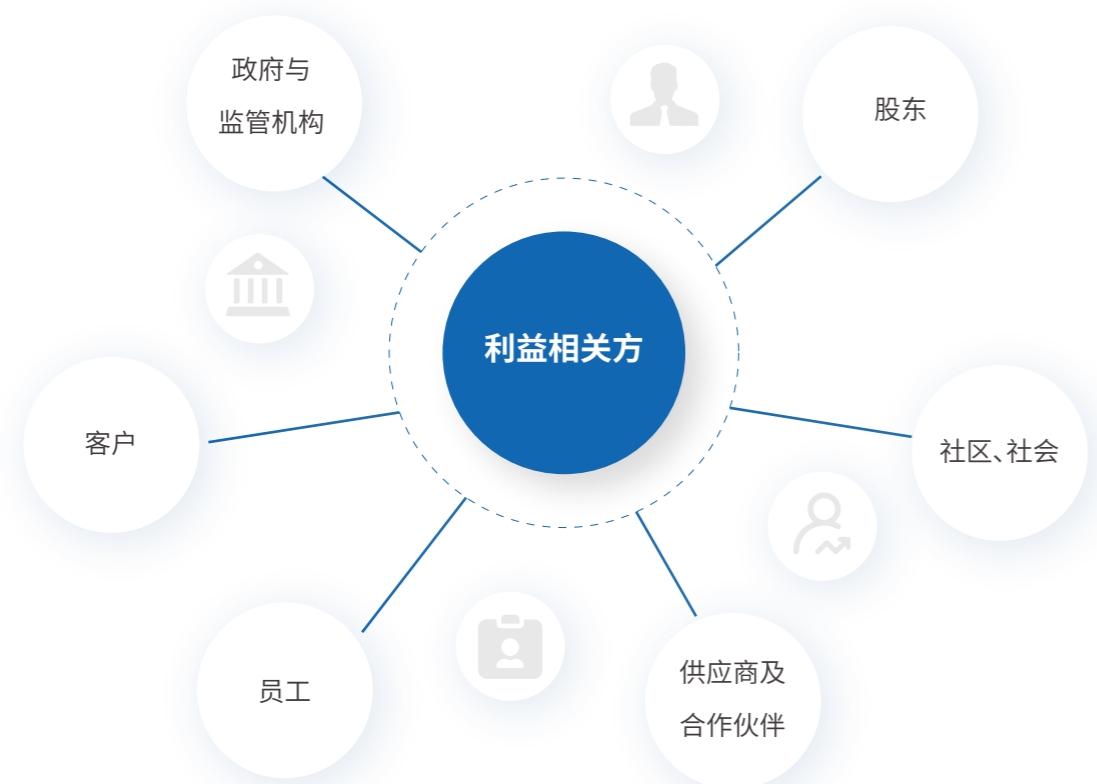 政府与
监管机构
股东
利益相关方
客户
社区、社会
员工
供应商及
合作伙伴